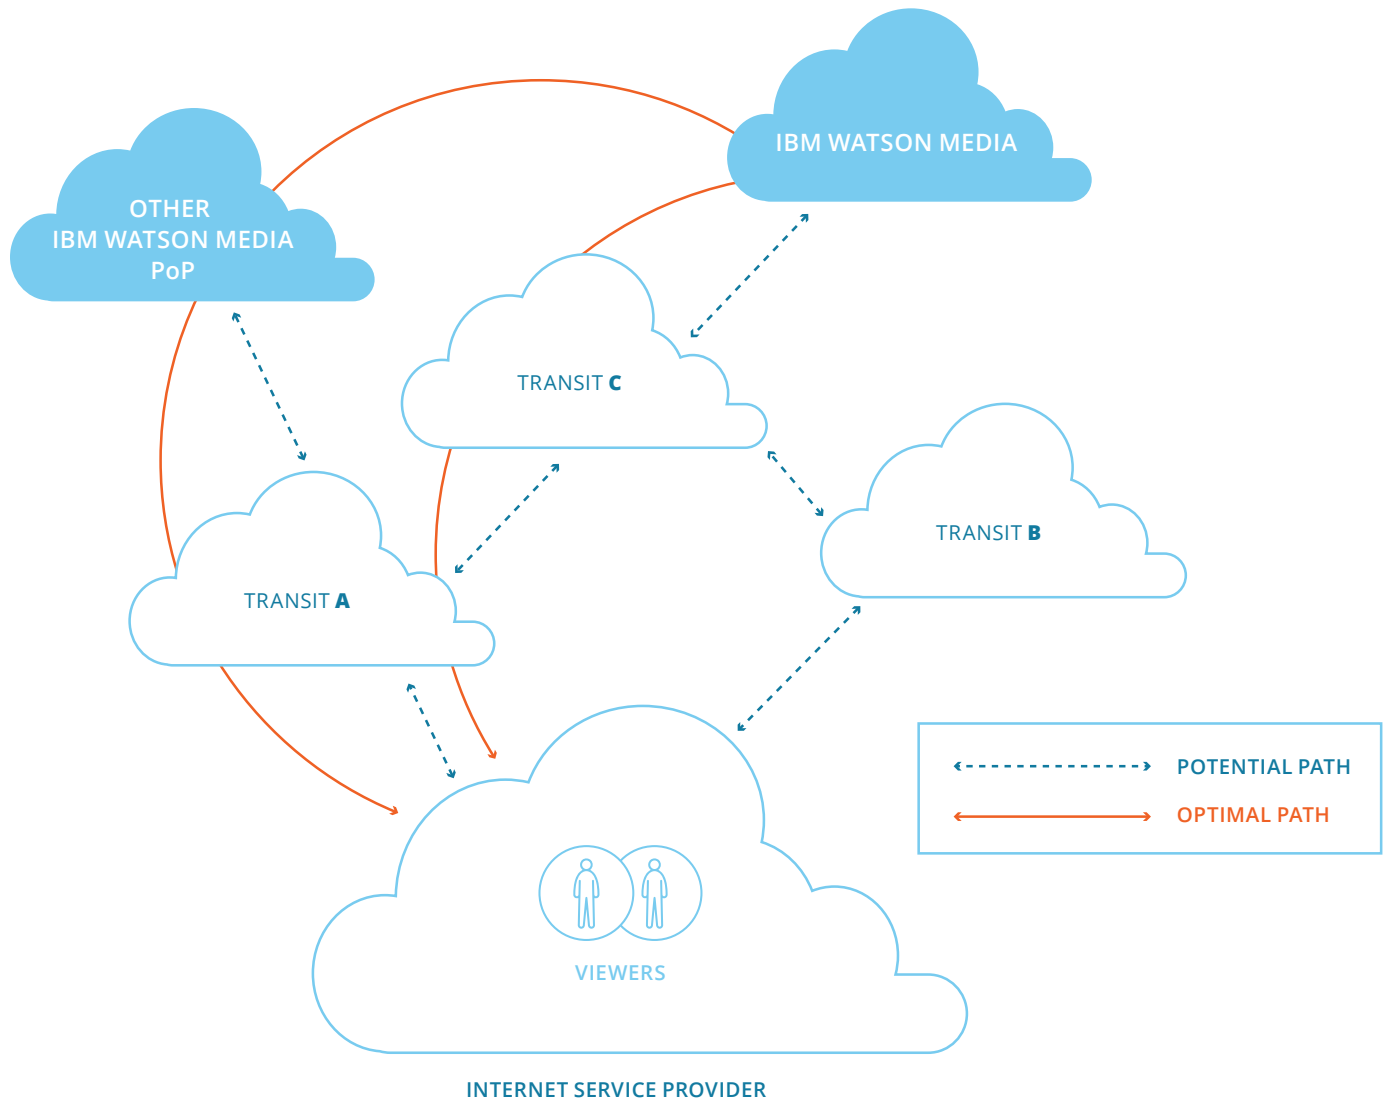 IBM WATSON MEDIA
OTHER
IBM WATSON MEDIA
PoP
TRANSIT C
TRANSIT B
TRANSIT A
POTENTIAL PATH
OPTIMAL PATH
VIEWERS
INTERNET SERVICE PROVIDER